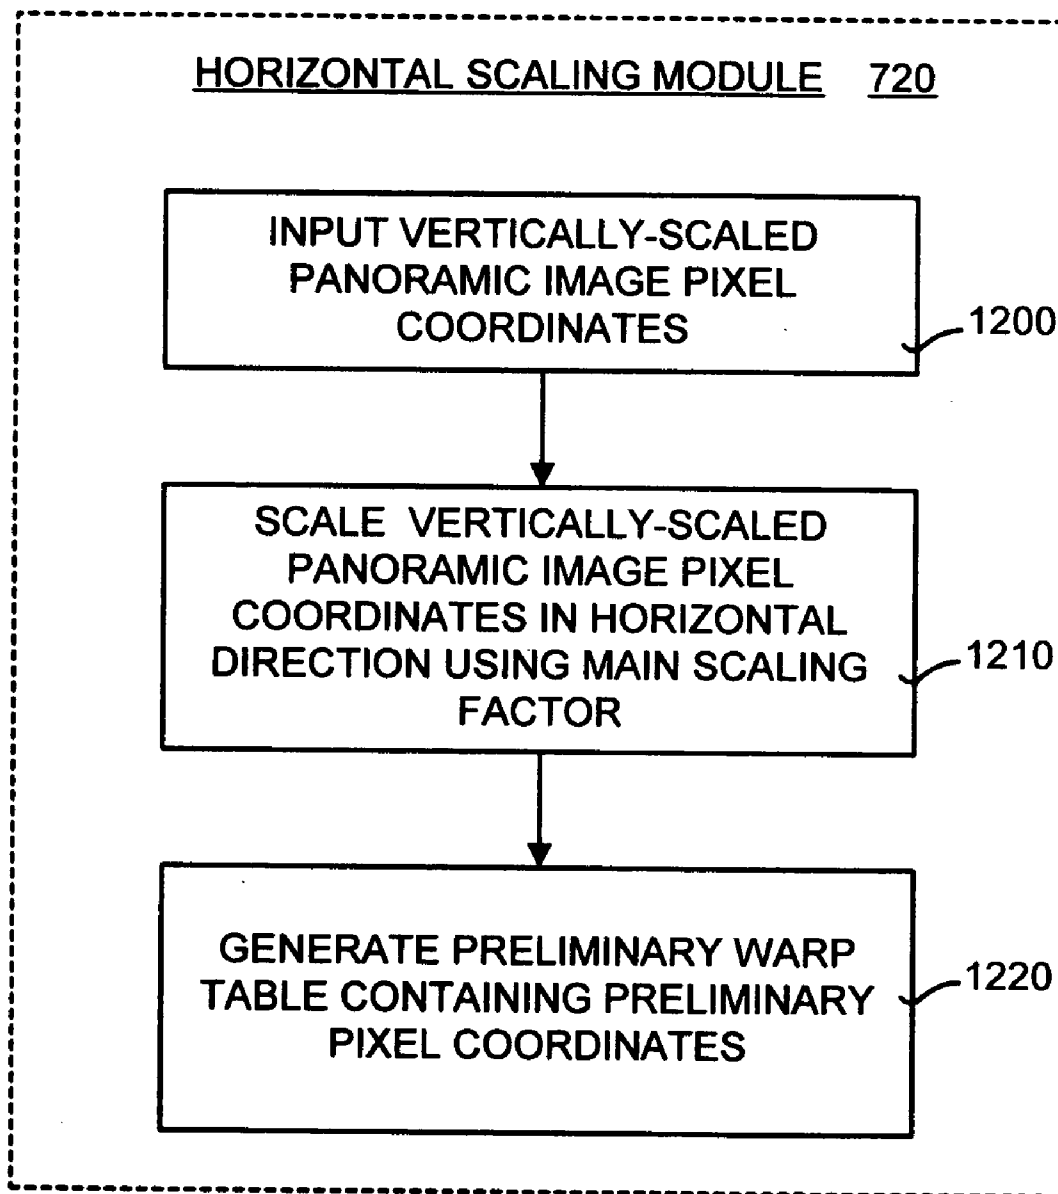 HORIZONTAL SCALING MODULE 720
INPUT VERTICALLY-SCALED
PANORAMIC IMAGE PIXEL
COORDINATES
1200
SCALE VERTICALLY-SCALED
PANORAMIC IMAGE PIXEL
COORDINATES IN HORIZONTAL
DIRECTION USING MAIN SCALING
FACTOR
1210
GENERATE PRELIMINARY WARP
TABLE CONTAINING PRELIMINARY
PIXEL COORDINATES
1220